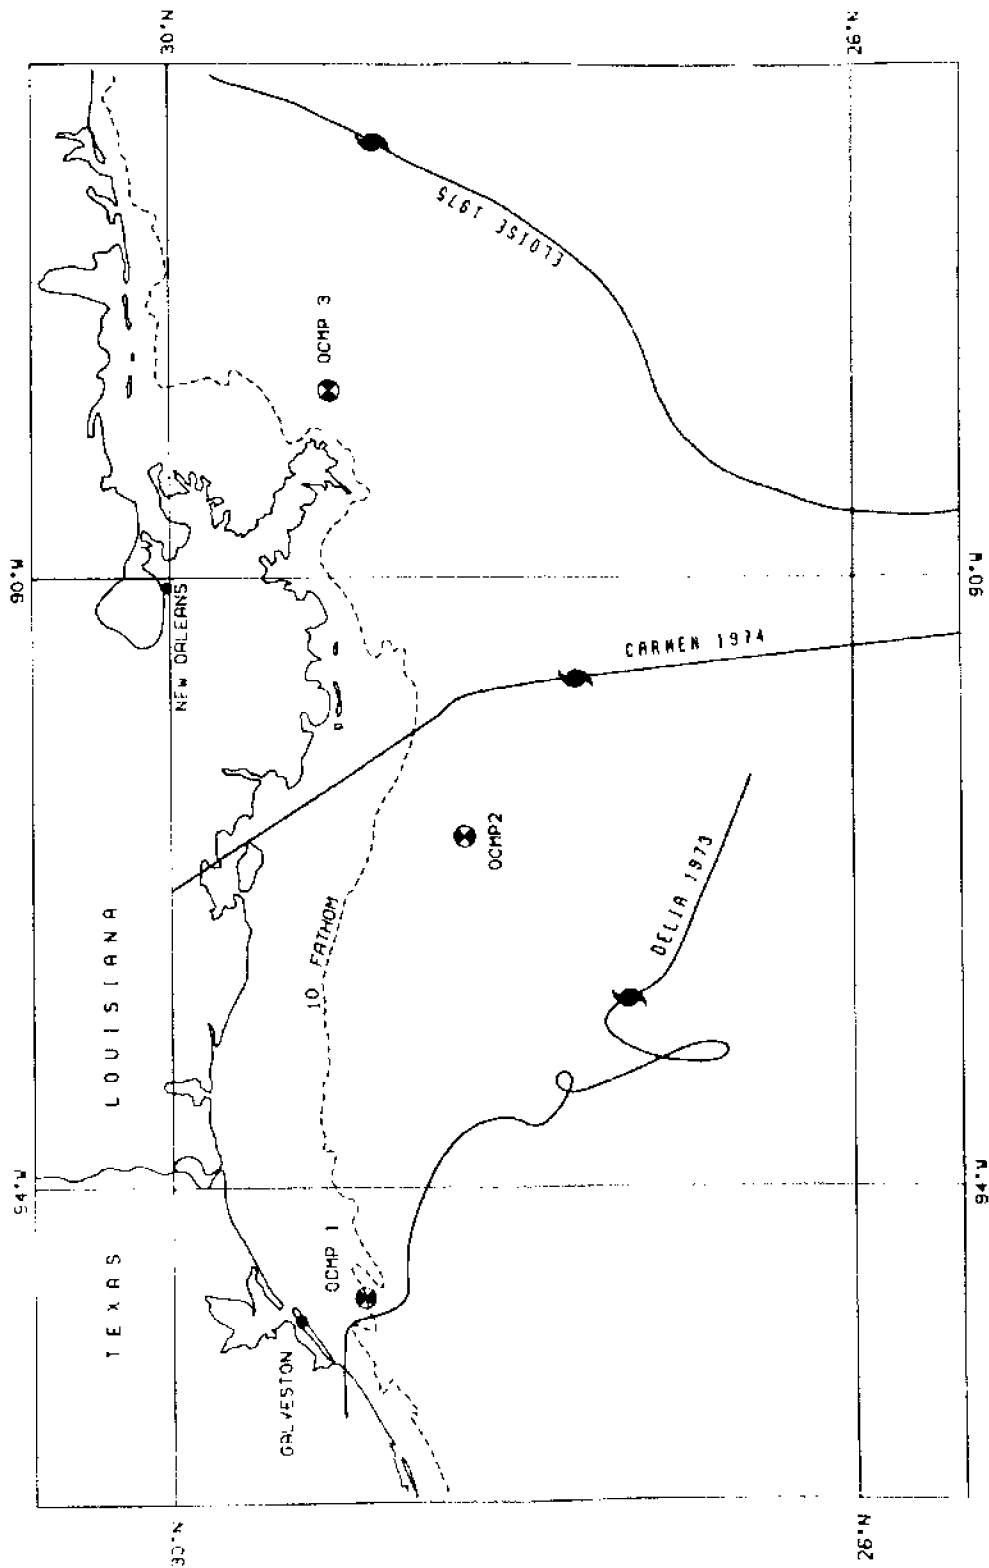 94°W
90°W
TEXAS
LOUISIANA
30°N
30°N
NEW ORLEANS
GALVESTON
OCMP 1
10 FATHOM
OCMP 3
OCMP2
ELOISE 1975
CARMEN 1974
DELIA 1973
26°N
26°N
94°W
90°W